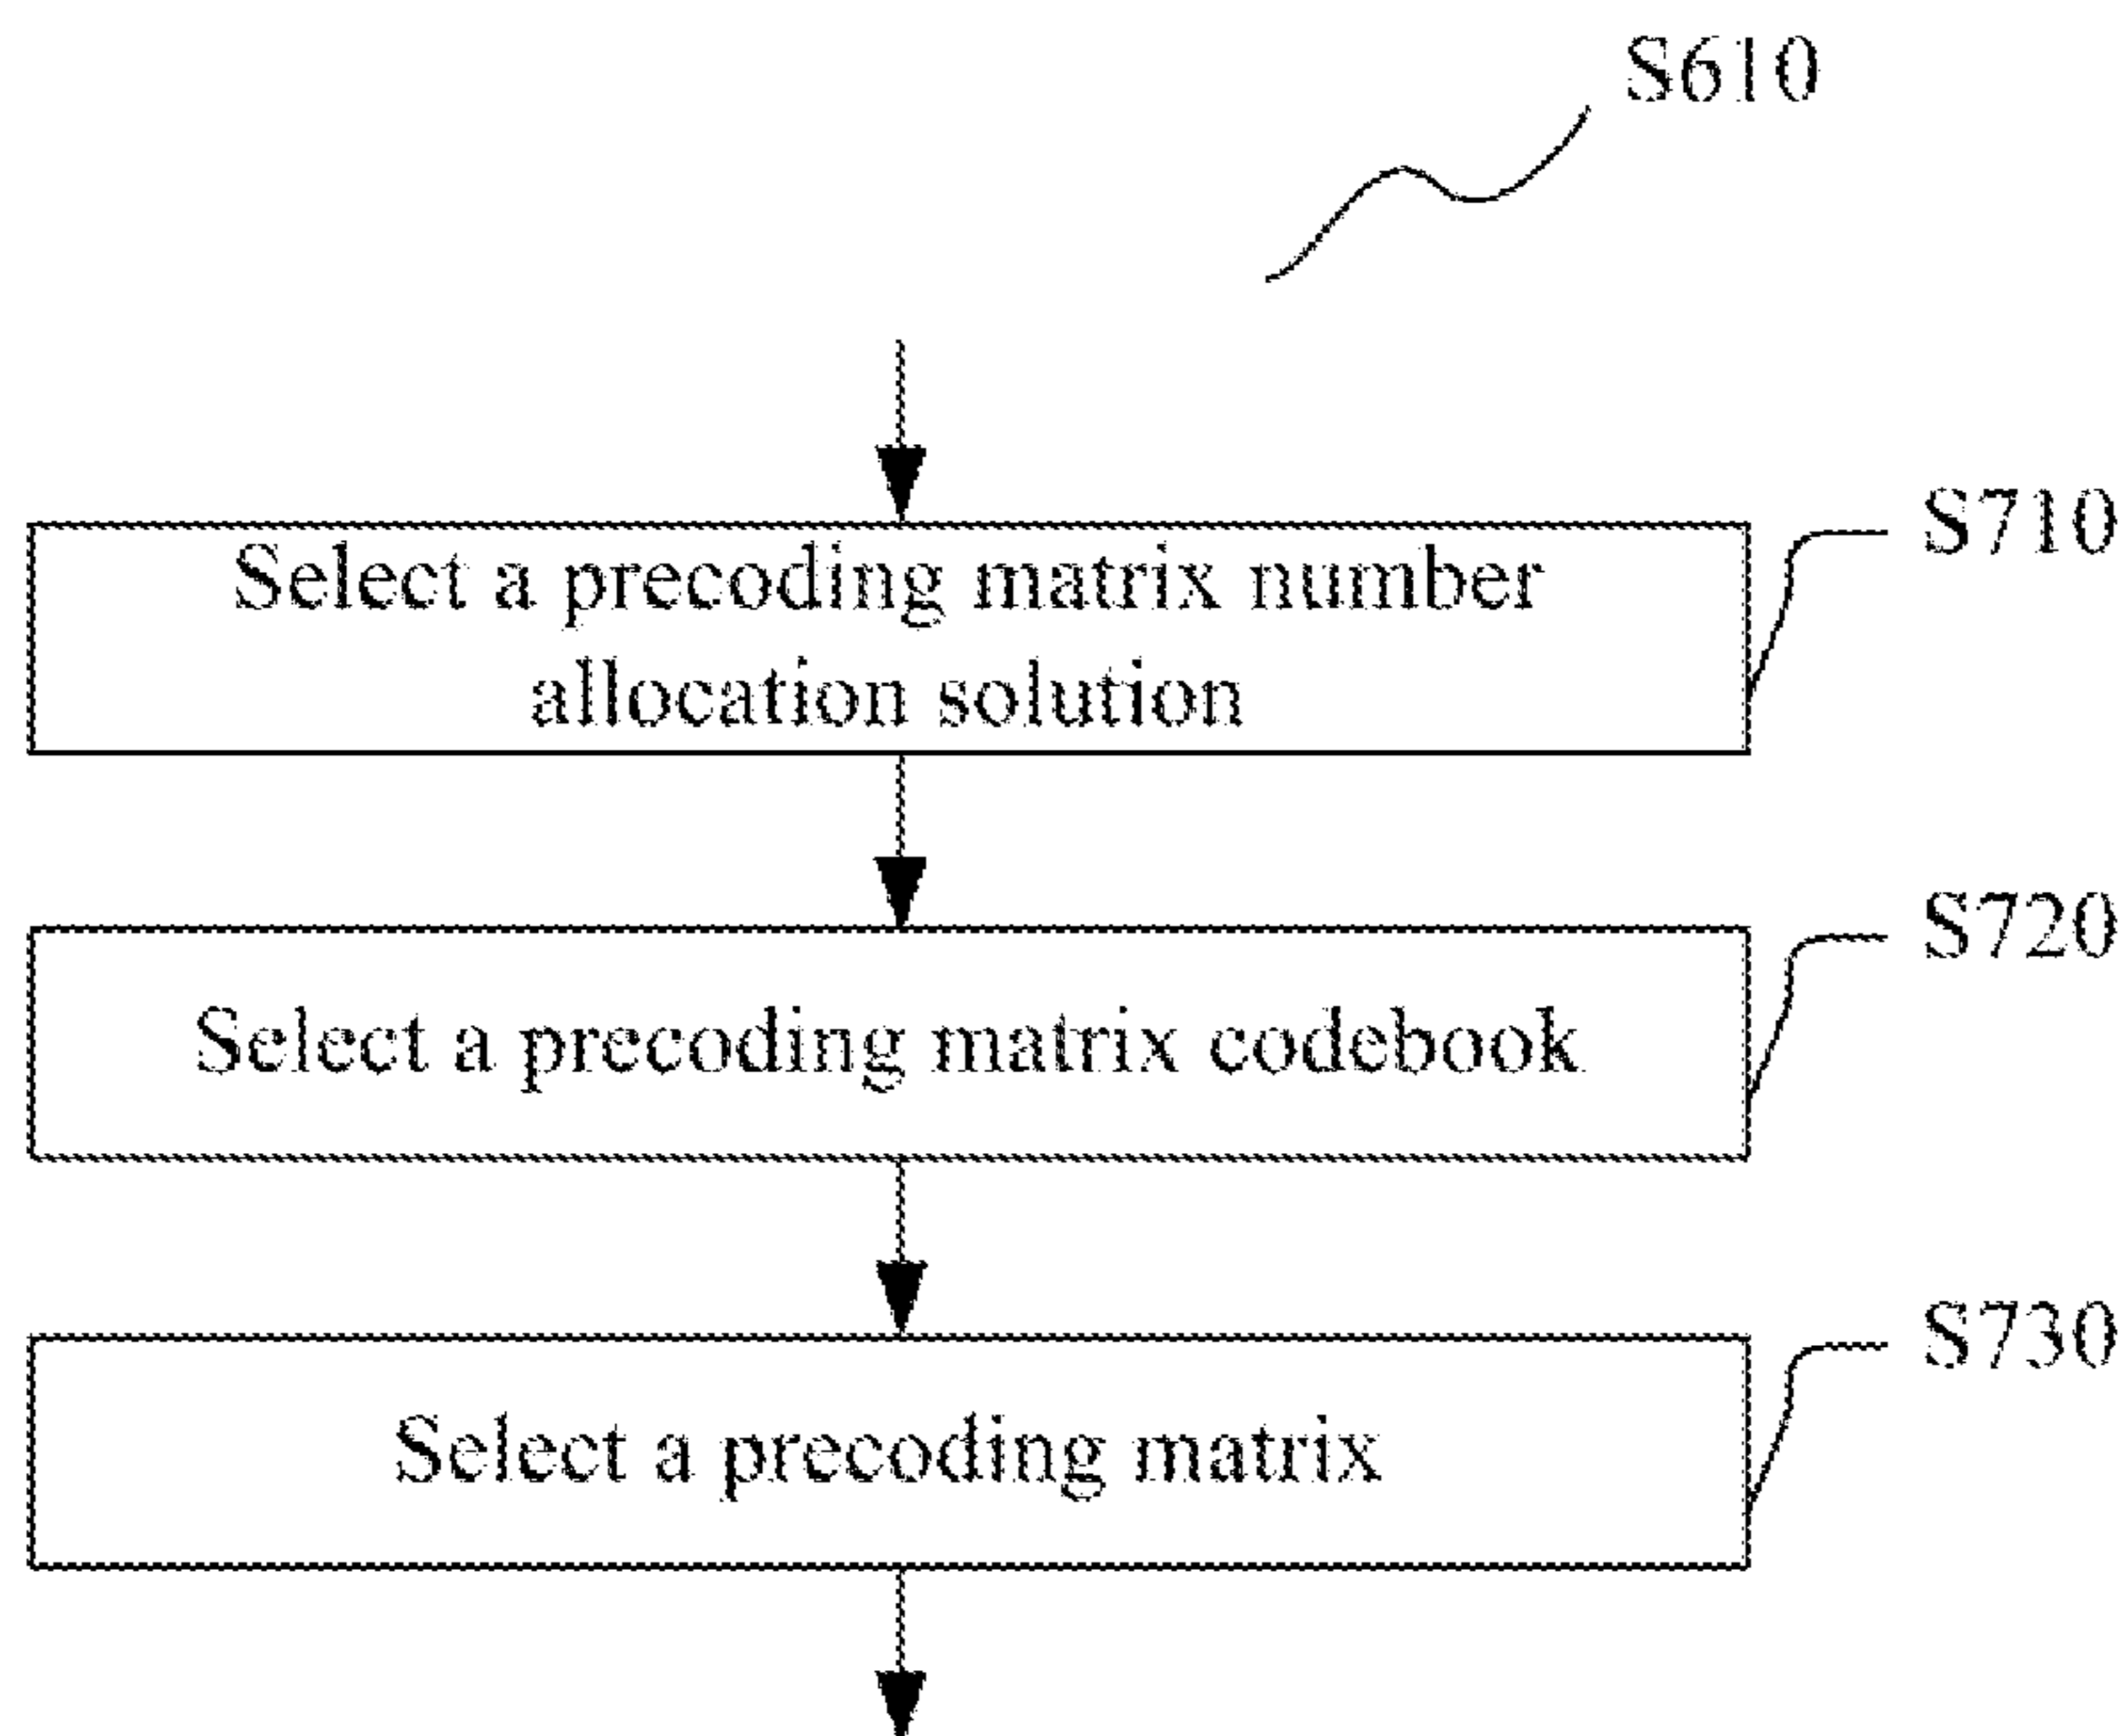 S610
Select a precoding matrix number
allocation solution
S710
Select a precoding matrix codebook
S720
Select a precoding matrix
S730